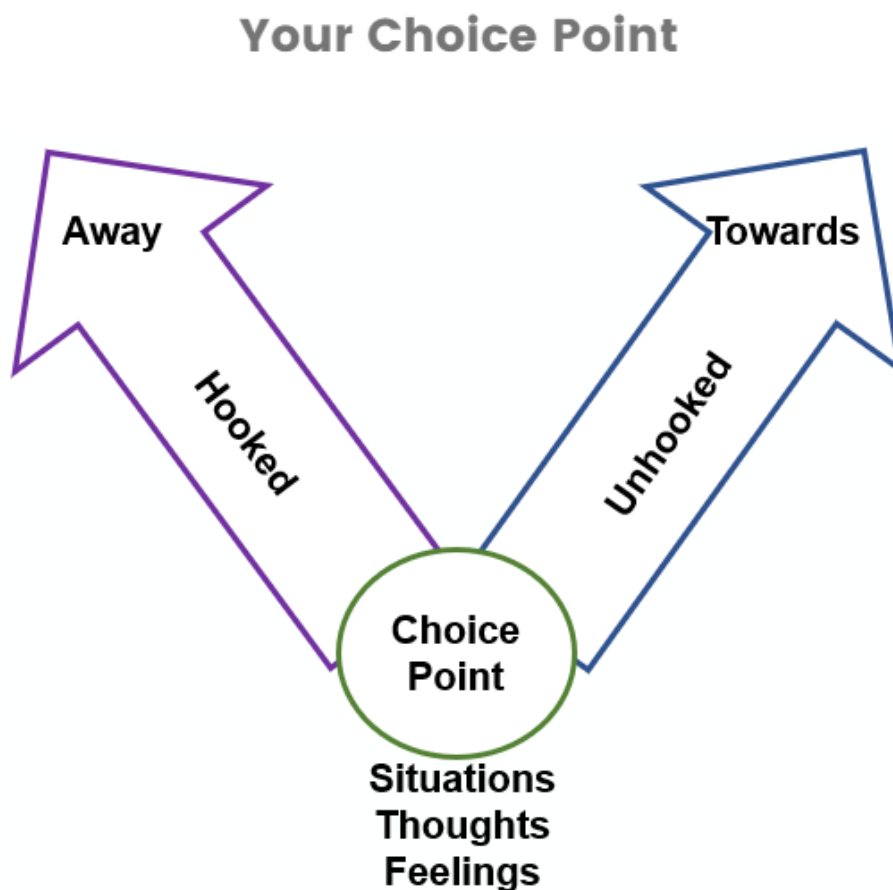 Your Choice Point
Away
Towards
Hooked
Unhooked
Choice
Point
Situations
Thoughts
Feelings